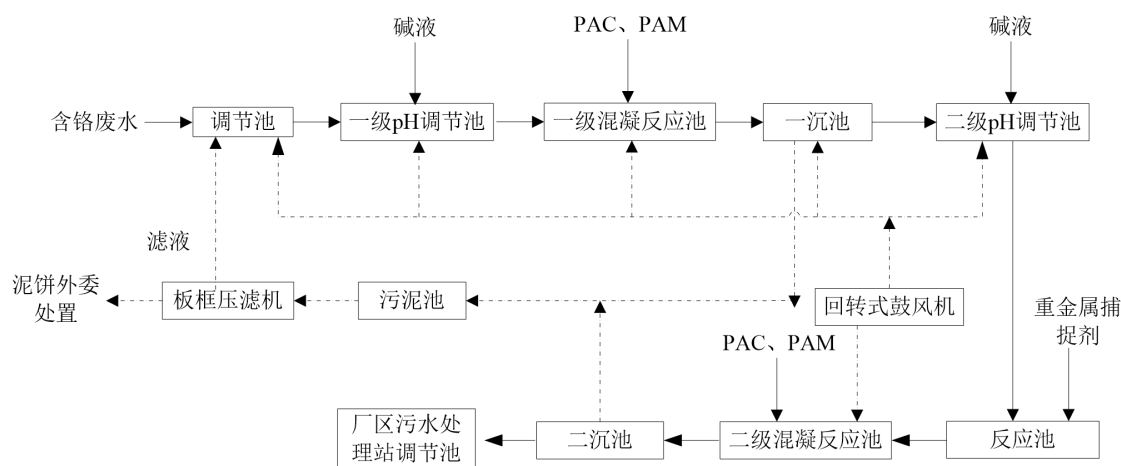 碱液
PAC、PAM
碱液
含铬废水
调节池
一级pH调节池
一级混凝反应池
一沉池
二级pH调节池
滤液
泥饼外委
处置
板框压滤机
污泥池
回转式鼓风机
重金属捕
捉剂
PAC、PAM
厂区污水处
理站调节池
二沉池
二级混凝反应池
反应池